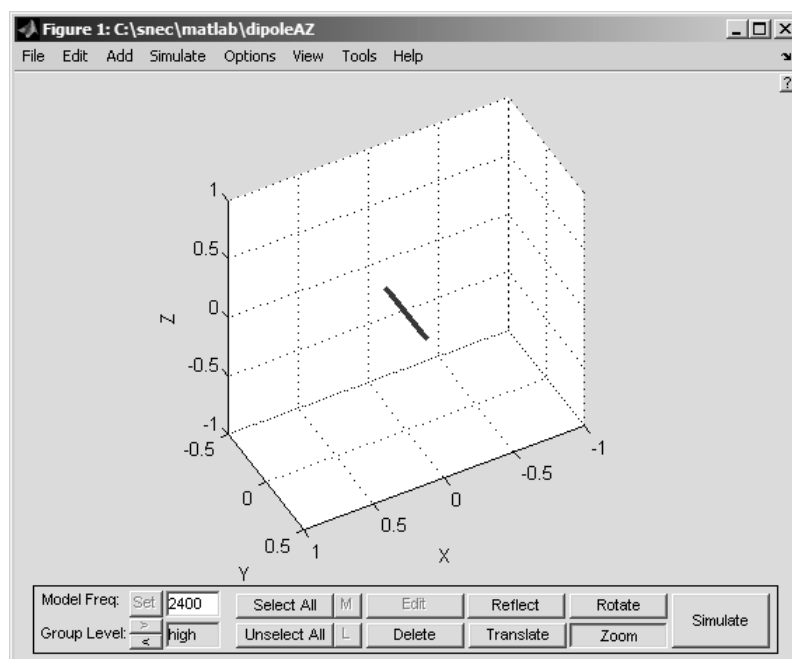 Figure 1: C:\snec\matlab\dipoleAZ
File Edit Add Simulate Options View Tools Help
?
1
0.5
0
-0.5
-1
Z
-0.5
0
0.5
Y
1
0.5
0
-0.5
-1
X
Model Freq: Set 2400 Select All M Edit Reflect Rotate
Simulate
Group Level: > < high Unselect All L Delete Translate Zoom